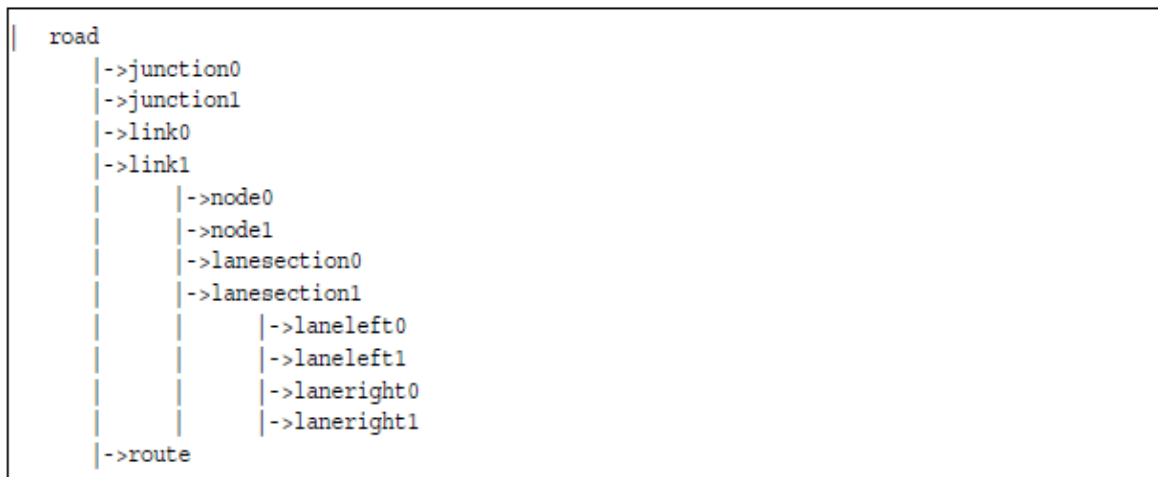 | road
|->junction0
|->junction1
|->link0
|->link1
| |->node0
| |->node1
| |->lanesection0
| |->lanesection1
| | |->laneleft0
| | |->laneleft1
| | |->laneright0
| | |->laneright1
|->route